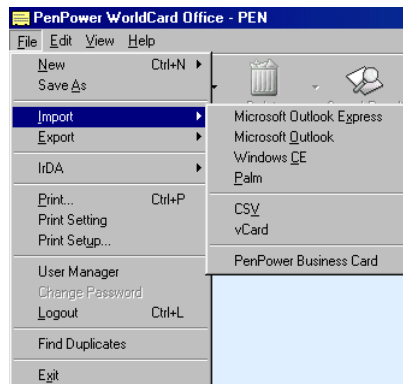 PenPower WorldCard Office - PEN
File Edit View Help
New Ctrl+N
Save As
Import
Export
IrDA
Print... Ctrl+P
Print Setting
Print Setup...
User Manager
Change Password
Logout Ctrl+L
Find Duplicates
Exit
Microsoft Outlook Express
Microsoft Outlook
Windows CE
Palm
CSV
vCard
PenPower Business Card